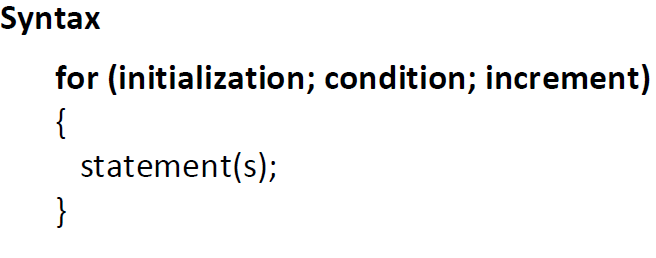 Syntax
for (initialization; condition; increment)
{
statement(s);
}